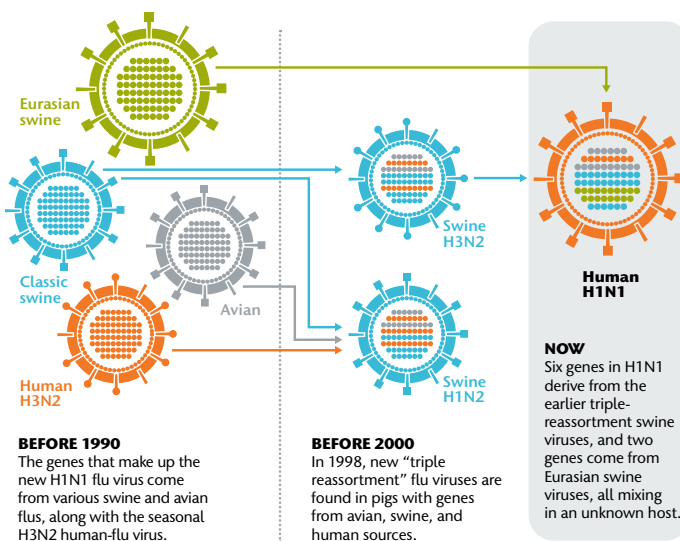 Eurasian
swine
Classic
swine
Avian
Human
H3N2
Swine
H3N2
Swine
H1N2
Human
H1N1
BEFORE 1990
The genes that make up the
new H1N1 flu virus come
from various swine and avian
flus, along with the seasonal
H3N2 human-flu virus.
BEFORE 2000
In 1998, new “triple
reassortment” flu viruses are
found in pigs with genes
from avian, swine, and
human sources.
NOW
Six genes in H1N1
derive from the
earlier triple-
reassortment swine
viruses, and two
genes come from
Eurasian swine
viruses, all mixing
in an unknown host.